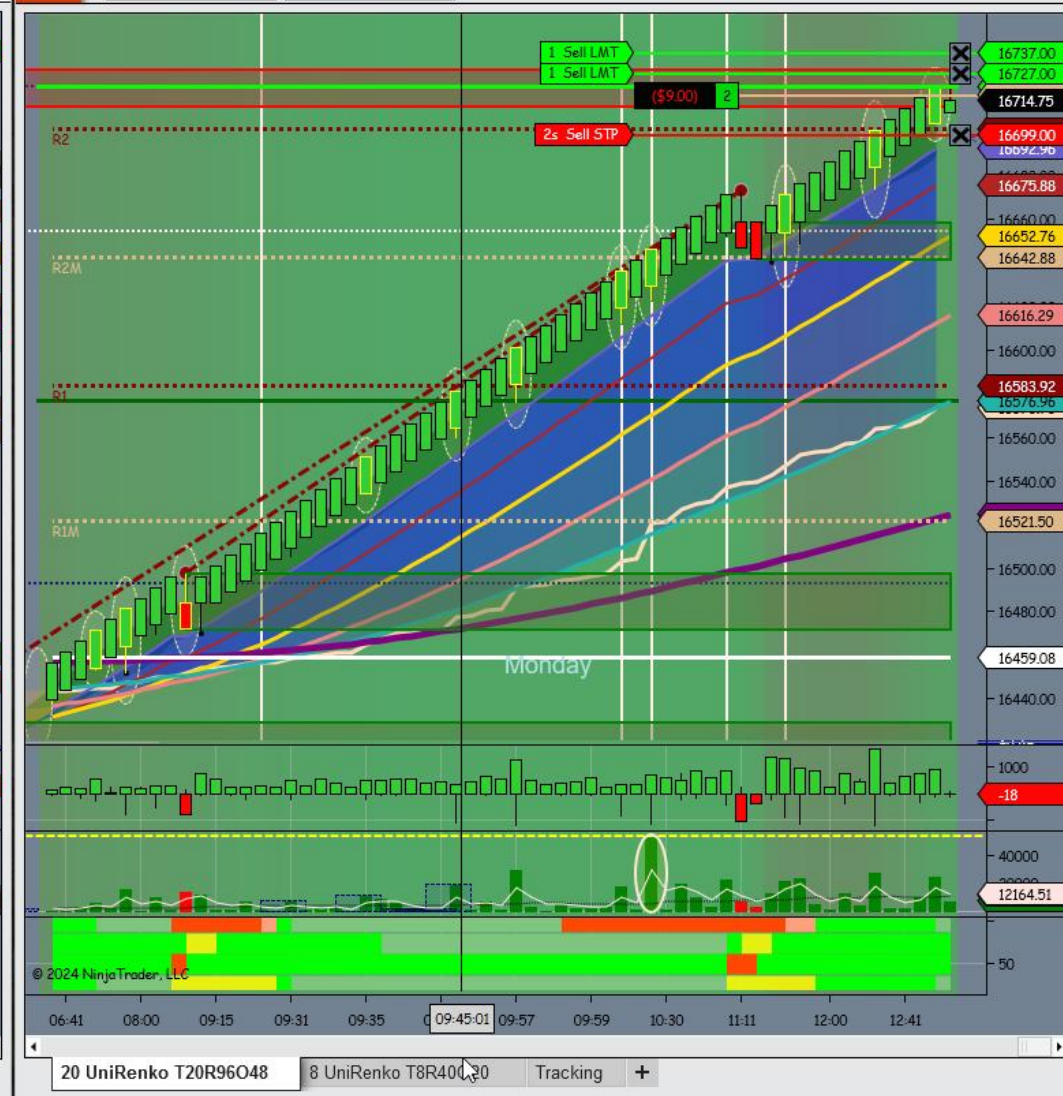 1 Sell LMT
16737.00
1 Sell LMT
16727.00
($9.00) 2
16714.75
R2
2s Sell STP
16699.00
16692.96
16675.88
16660.00
16652.76
R2M
16642.88
16616.29
16600.00
R1
16583.92
16576.96
16560.00
16540.00
R1M
16521.50
16500.00
16480.00
Monday
16459.08
16440.00
1000
-18
40000
12164.51
50
© 2024 NinjaTrader, LLC
06:41 08:00 09:15 09:31 09:35 09:45:01 09:57 09:59 10:30 11:11 12:00 12:41
20 UniRenko T20R96O48 8 UniRenko Tracking +